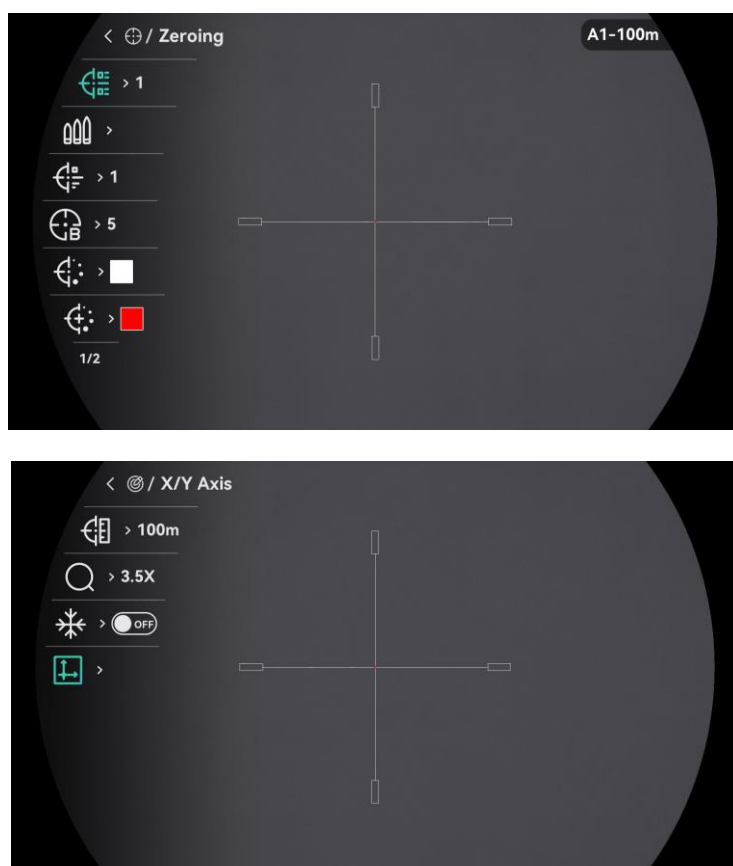 < / Zeroing
A1-100m
> 1
>
> 1
B > 5
>
>
1/2
< / X/Y Axis
> 100m
> 3.5X
> OFF
>